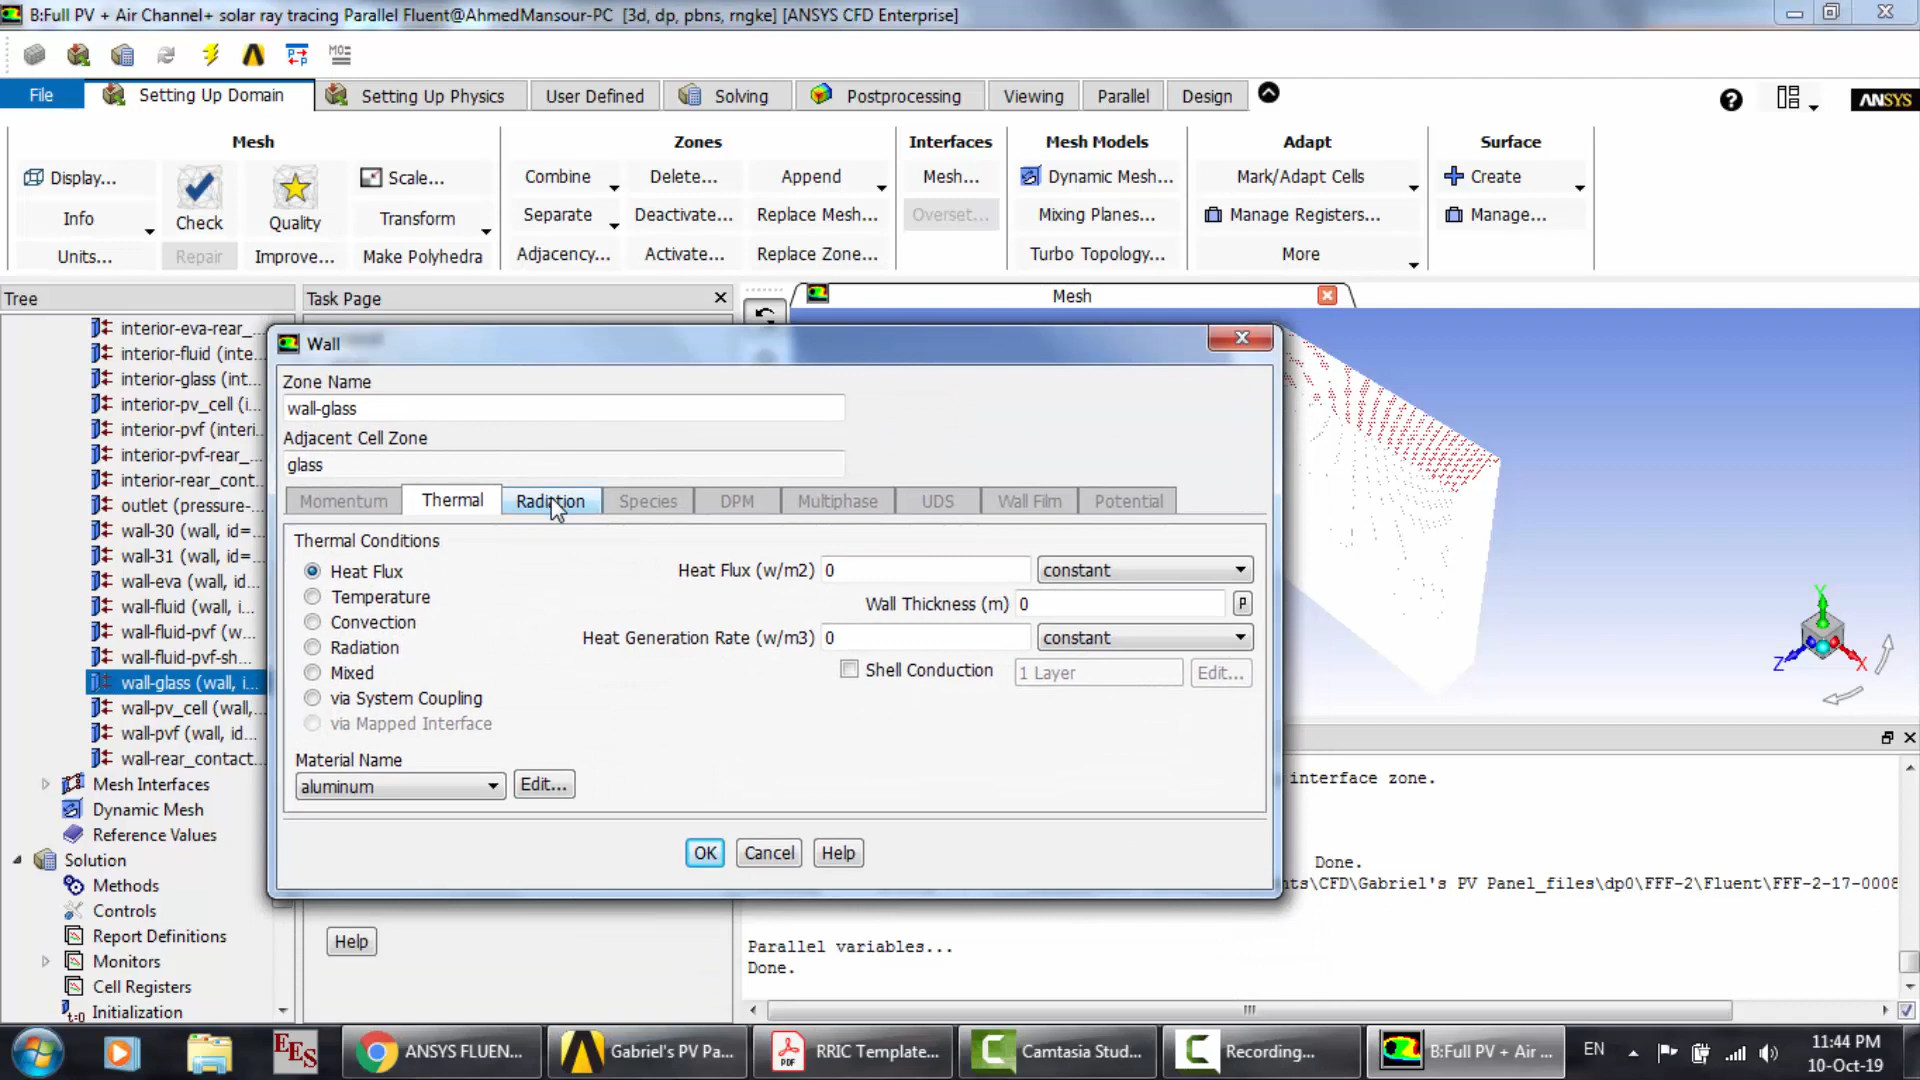 B:Full PV + Air Channel+ solar ray tracing Parallel Fluent@AhmedMansour-PC [3d, dp, pbns, rngke] [ANSYS CFD Enterprise]
File
Setting Up Domain
Setting Up Physics
User Defined
Solving
Postprocessing
Viewing
Parallel
Design
ANSYS
Mesh
Zones
Interfaces
Mesh Models
Adapt
Surface
Display...
Scale...
Combine
Delete...
Append
Mesh...
Dynamic Mesh...
Mark/Adapt Cells
Create
Info
Check
Quality
Transform
Separate
Deactivate...
Replace Mesh...
Overset...
Mixing Planes...
Manage Registers...
Manage...
Units...
Repair
Improve...
Make Polyhedra
Adjacency...
Activate...
Replace Zone...
Turbo Topology...
More
Tree
Task Page
Mesh
interior-eva-rear_...
interior-fluid (inte...
interior-glass (int...
interior-pv_cell (i...
interior-pvf (interi...
interior-pvf-rear_...
interior-rear_cont...
outlet (pressure-...
wall-30 (wall, id=...
wall-31 (wall, id=...
wall-eva (wall, id...
wall-fluid (wall, i...
wall-fluid-pvf (w...
wall-fluid-pvf-sh...
wall-glass (wall, i...
wall-pv_cell (wall,...
wall-pvf (wall, id...
wall-rear_contact...
Mesh Interfaces
Dynamic Mesh
Reference Values
Solution
Methods
Controls
Report Definitions
Monitors
Cell Registers
t=0 Initialization
Wall
Zone Name
wall-glass
Adjacent Cell Zone
glass
Momentum
Thermal
Radiation
Species
DPM
Multiphase
UDS
Wall Film
Potential
Thermal Conditions
Heat Flux
Temperature
Convection
Radiation
Mixed
via System Coupling
via Mapped Interface
Heat Flux (w/m2) 0 constant
Wall Thickness (m) 0 P
Heat Generation Rate (w/m3) 0 constant
Shell Conduction 1 Layer Edit...
Material Name
aluminum Edit...
OK Cancel Help
Help
Y
Z
X
interface zone.
Done.
nts\CFD\Gabriel's PV Panel_files\dp0\FFF-2\Fluent\FFF-2-17-0008
Parallel variables...
Done.
EES
ANSYS FLUEN...
Gabriel's PV Pa...
PDF
RRIC Template...
Camtasia Stud...
Recording...
B:Full PV + Air ...
EN
11:44 PM
10-Oct-19